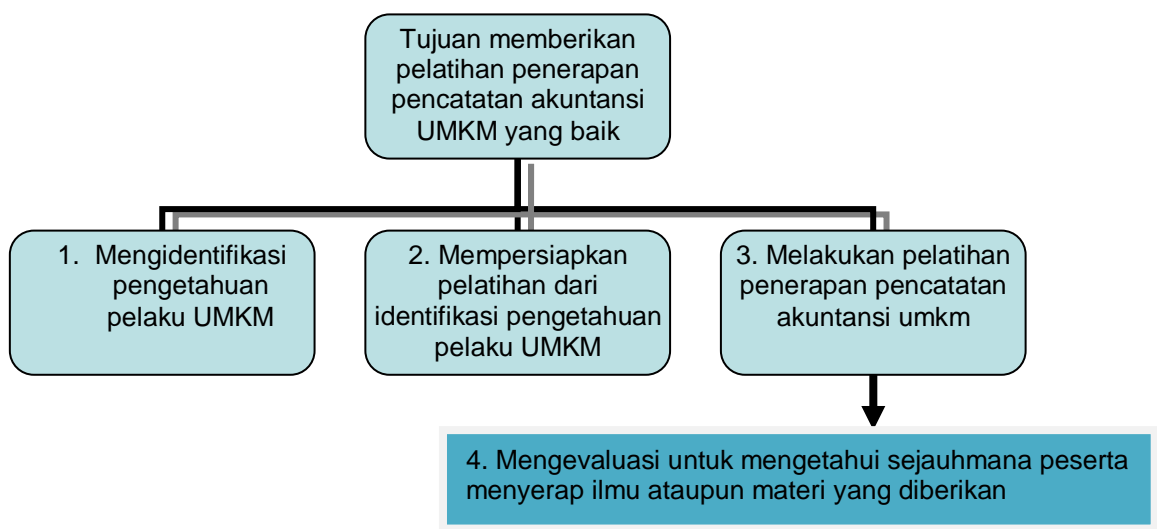 Tujuan memberikan
pelatihan penerapan
pencatatan akuntansi
UMKM yang baik
1. Mengidentifikasi
pengetahuan
pelaku UMKM
2. Mempersiapkan
pelatihan dari
identifikasi pengetahuan
pelaku UMKM
3. Melakukan pelatihan
penerapan pencatatan
akuntansi umkm
4. Mengevaluasi untuk mengetahui sejauhmana peserta
menyerap ilmu ataupun materi yang diberikan